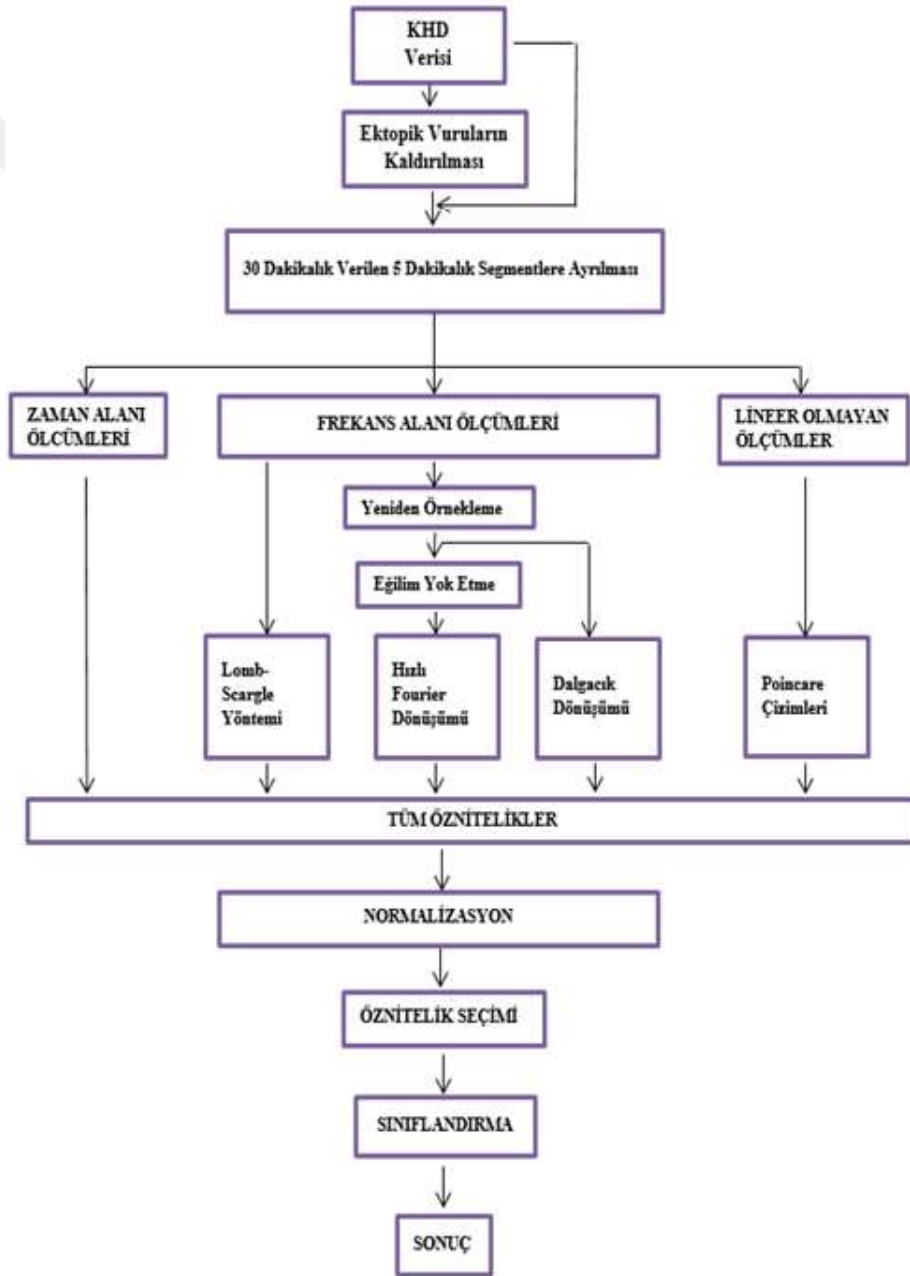 KHD
Verisi
Ektopik Vuruların
Kaldırılması
30 Dakikalık Verilen 5 Dakikalık Segmentlere Ayrılması
ZAMAN ALANI
ÖLCÜMLERİ
FREKANS ALANI ÖLÇÜMLERİ
LİNEER OLMAYAN
ÖLÇÜMLER
Yeniden Örnekleme
Eğilim Yok Etme
Lomb-
Scargle
Yöntemi
Hızlı
Fourier
Dönüşümü
Dalgacık
Dönüşümü
Poincare
Çizimleri
TÜM ÖZNİTELİKLER
NORMALİZASYON
ÖZNİTELİK SEÇİMİ
SINIFLANDIRMA
SONUÇ